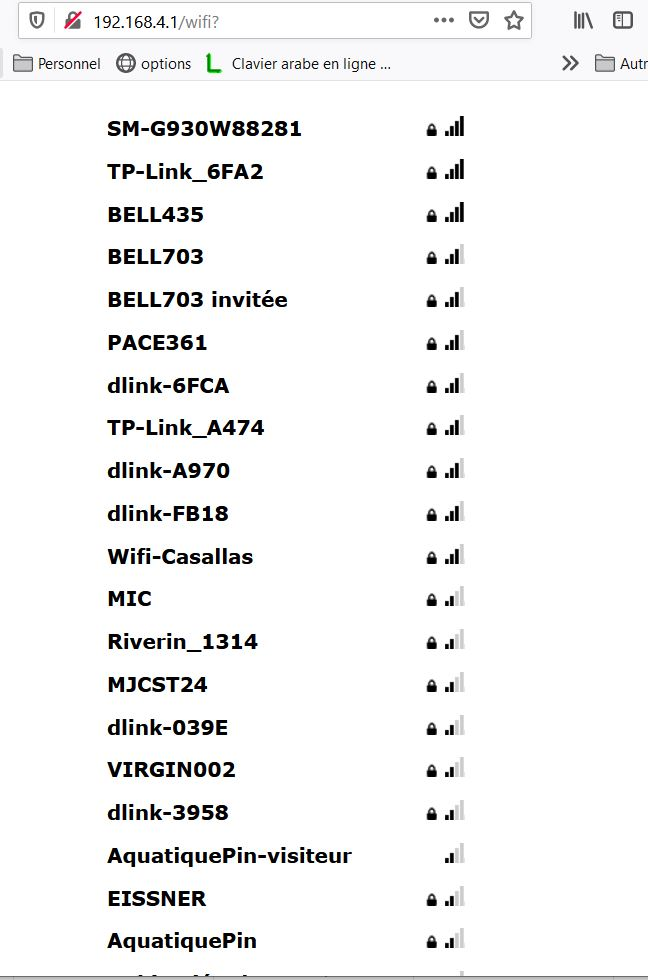 192.168.4.1/wifi?
Personnel options Clavier arabe en ligne ... Autr
SM-G930W88281
TP-Link_6FA2
BELL435
BELL703
BELL703 invitée
PACE361
dlink-6FCA
TP-Link_A474
dlink-A970
dlink-FB18
Wifi-Casallas
MIC
Riverin_1314
MJCST24
dlink-039E
VIRGIN002
dlink-3958
AquatiquePin-visiteur
EISSNER
AquatiquePin